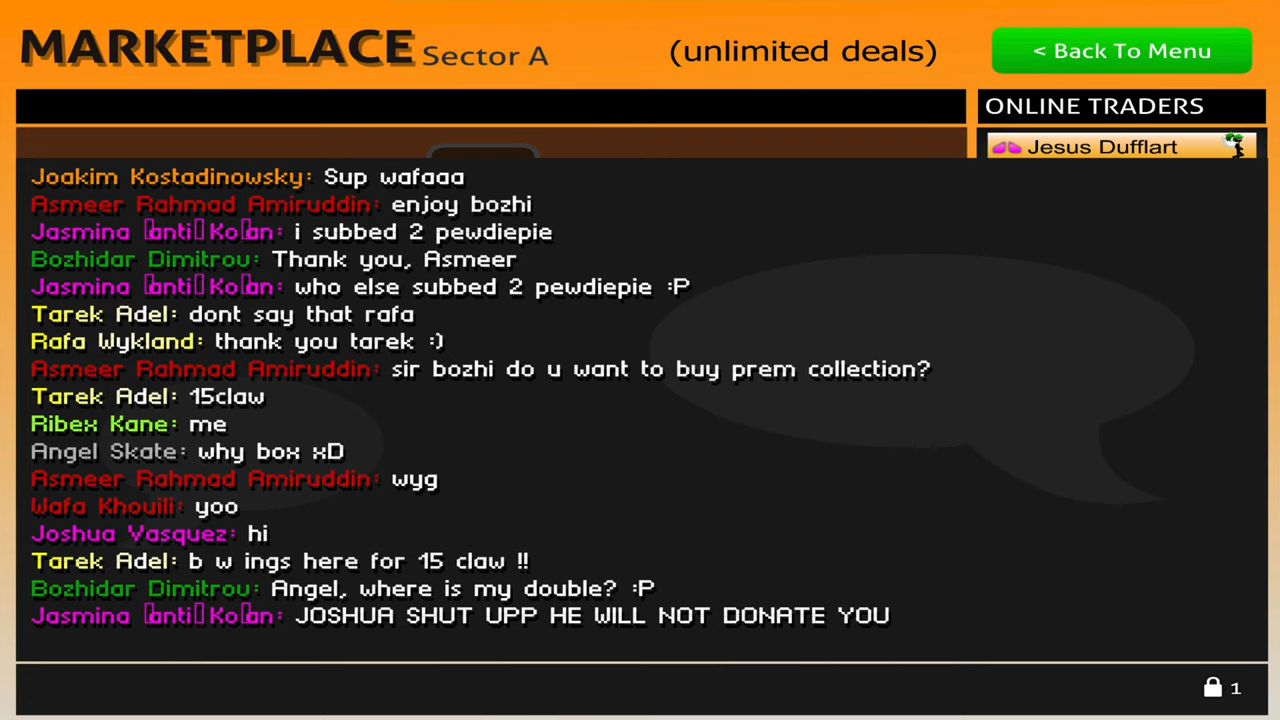 MARKETPLACE Sector A (unlimited deals) < Back To Menu
ONLINE TRADERS
Jesus Dufflart
Joakim Kostadinowsky: Sup wafaaa
Asmeer Rahmad Amiruddin: enjoy bozhi
Jasmina i subbed 2 pewdiepie
Bozhidar Dimitrov: Thank you, Asmeer
Jasmina who else subbed 2 pewdiepie :P
Tarek Adel: dont say that rafa
Rafa Wykland: thank you tarek :)
Asmeer Rahmad Amiruddin: sir bozhi do u want to buy prem collection?
Tarek Adel: 15claw
Ribex Kane: me
Angel Skate: why box xD
Asmeer Rahmad Amiruddin: wyg
Wafa Khouili: yoo
Joshua Vasquez: hi
Tarek Adel: b w ings here for 15 claw !!
Bozhidar Dimitrov: Angel, where is my double? :P
Jasmina JOSHUA SHUT UPP HE WILL NOT DONATE YOU
1